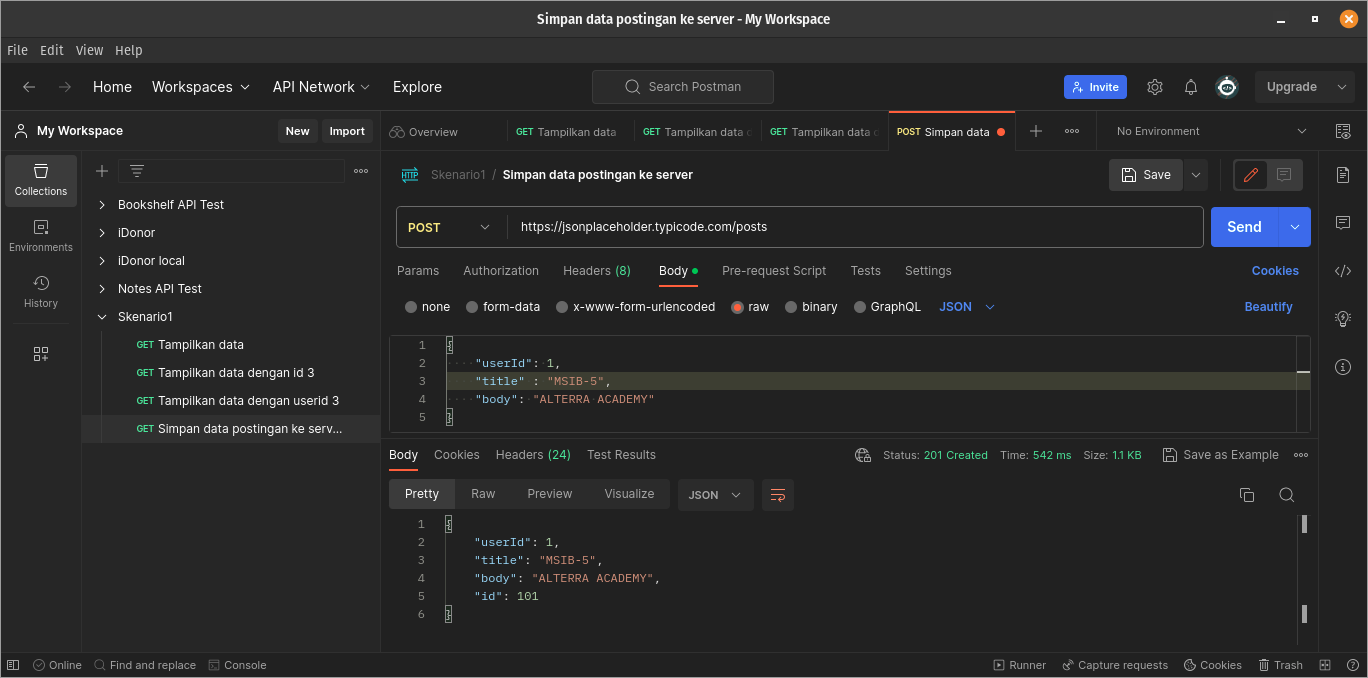 Simpan data postingan ke server - My Workspace
File Edit View Help
Home Workspaces API Network Explore Search Postman Invite Upgrade
My Workspace New Import Overview GET Tampilkan data GET Tampilkan data d GET Tampilkan data d POST Simpan data No Environment
Collections
Environments
History
Bookshelf API Test
iDonor
iDonor local
Notes API Test
Skenario1
GET Tampilkan data
GET Tampilkan data dengan id 3
GET Tampilkan data dengan userid 3
GET Simpan data postingan ke serv...
HTTP Skenario1 / Simpan data postingan ke server Save
POST https://jsonplaceholder.typicode.com/posts Send
Params Authorization Headers (8) Body Pre-request Script Tests Settings Cookies
none form-data x-www-form-urlencoded raw binary GraphQL JSON Beautify
1 {
2 "userId": 1,
3 "title" : "MSIB-5",
4 "body": "ALTERRA ACADEMY"
5 }
Body Cookies Headers (24) Test Results Status: 201 Created Time: 542 ms Size: 1.1 KB Save as Example
Pretty Raw Preview Visualize JSON
1 {
2 "userId": 1,
3 "title": "MSIB-5",
4 "body": "ALTERRA ACADEMY",
5 "id": 101
6 }
Online Find and replace Console Runner Capture requests Cookies Trash